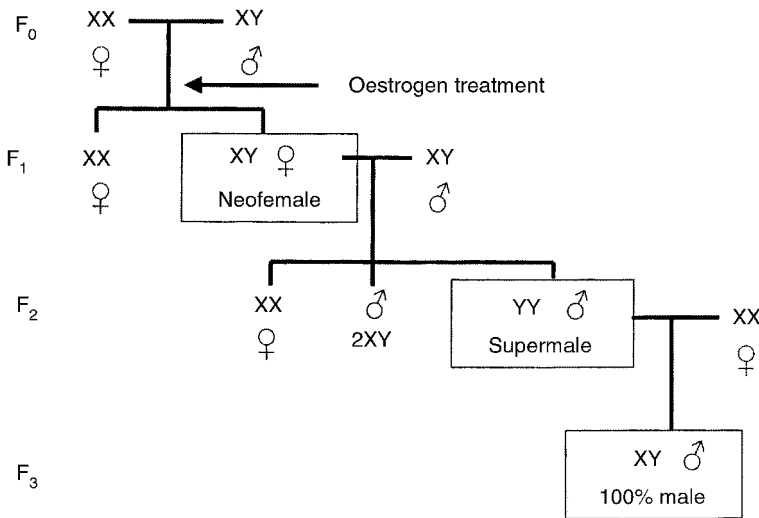 F0 XX XY
♀ ♂
Oestrogen treatment
F1 XX XY ♀ XY
♀ Neofemale ♂
F2 XX ♂ YY ♂ XX
♀ 2XY Supermale ♀
F3 XY ♂
100% male